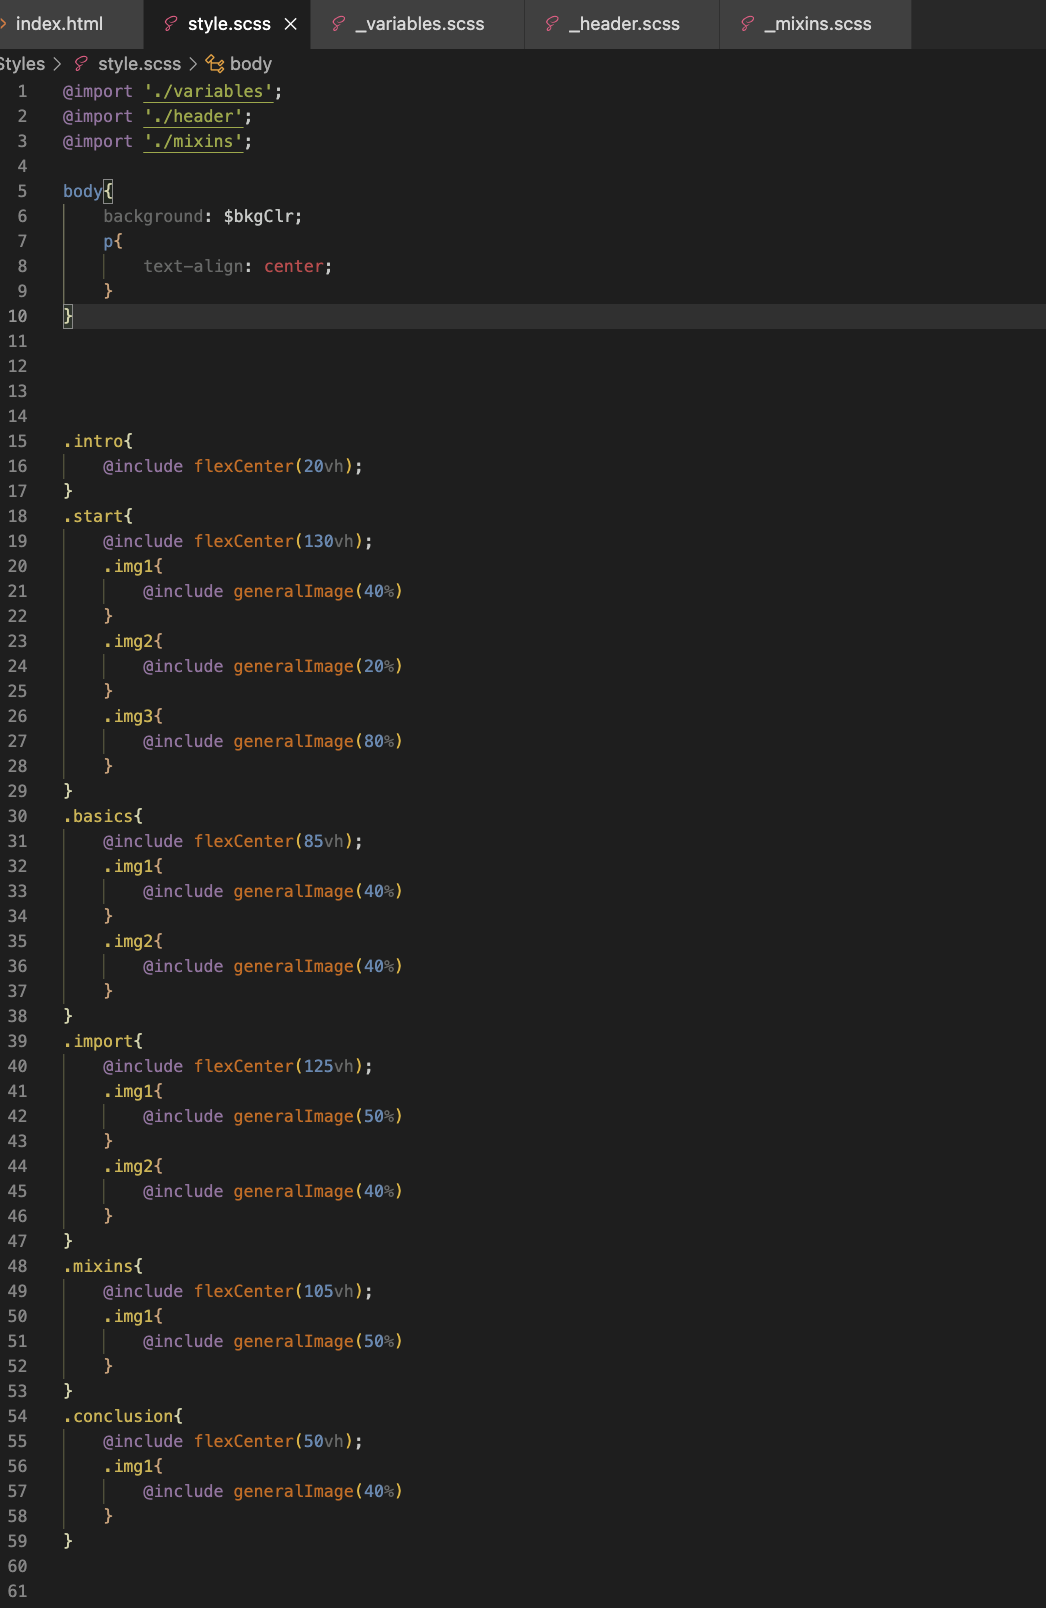 index.html style.scss _variables.scss _header.scss _mixins.scss
Styles > style.scss > body
1 @import './variables';
2 @import './header';
3 @import './mixins';
4
5 body{
6 background: $bkgClr;
7 p{
8 text-align: center;
9 }
10 }
11
12
13
14
15 .intro{
16 @include flexCenter(20vh);
17 }
18 .start{
19 @include flexCenter(130vh);
20 .img1{
21 @include generalImage(40%)
22 }
23 .img2{
24 @include generalImage(20%)
25 }
26 .img3{
27 @include generalImage(80%)
28 }
29 }
30 .basics{
31 @include flexCenter(85vh);
32 .img1{
33 @include generalImage(40%)
34 }
35 .img2{
36 @include generalImage(40%)
37 }
38 }
39 .import{
40 @include flexCenter(125vh);
41 .img1{
42 @include generalImage(50%)
43 }
44 .img2{
45 @include generalImage(40%)
46 }
47 }
48 .mixins{
49 @include flexCenter(105vh);
50 .img1{
51 @include generalImage(50%)
52 }
53 }
54 .conclusion{
55 @include flexCenter(50vh);
56 .img1{
57 @include generalImage(40%)
58 }
59 }
60
61